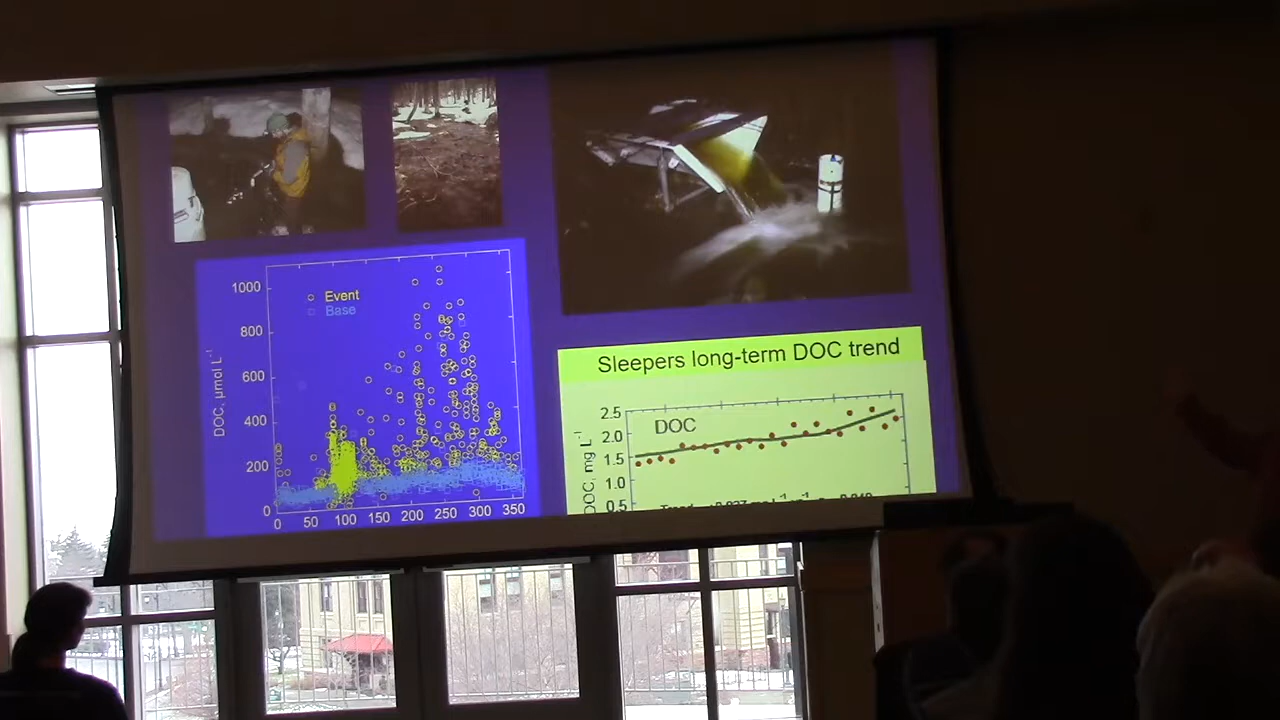 1000
800
600
400
200
0
DOC, µmol L⁻¹
Event
Base
0 50 100 150 200 250 300 350
Sleepers long-term DOC trend
2.5
2.0
1.5
1.0
0.5
DOC, mg L⁻¹
DOC